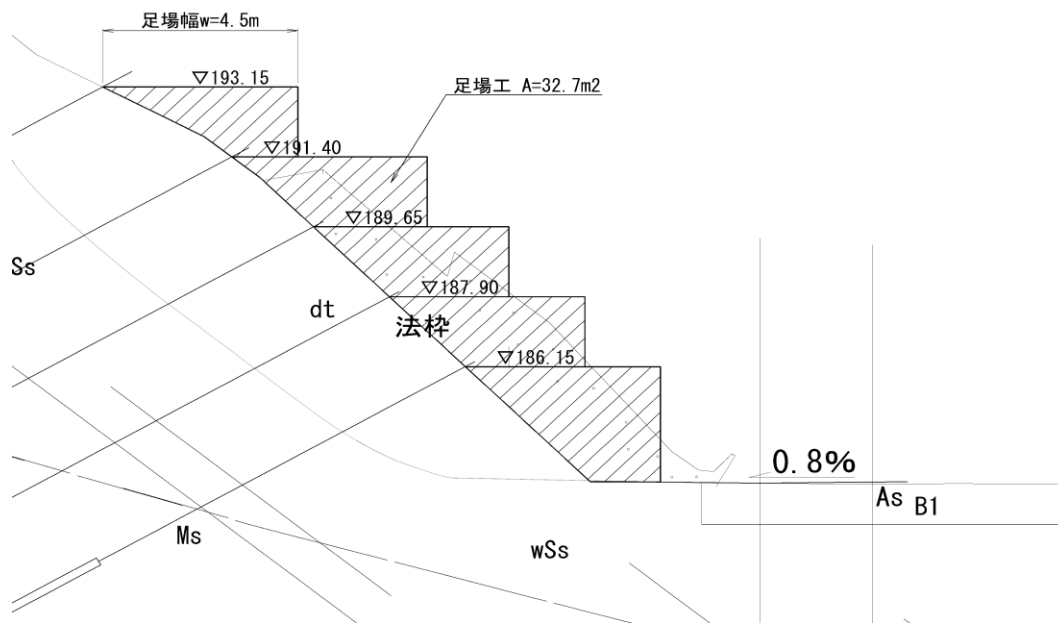 足場幅w=4.5m
▽193.15
足場工 A=32.7m2
▽191.40
▽189.65
Ss
▽187.90
dt
法枠
▽186.15
0.8%
As
B1
Ms
wSs